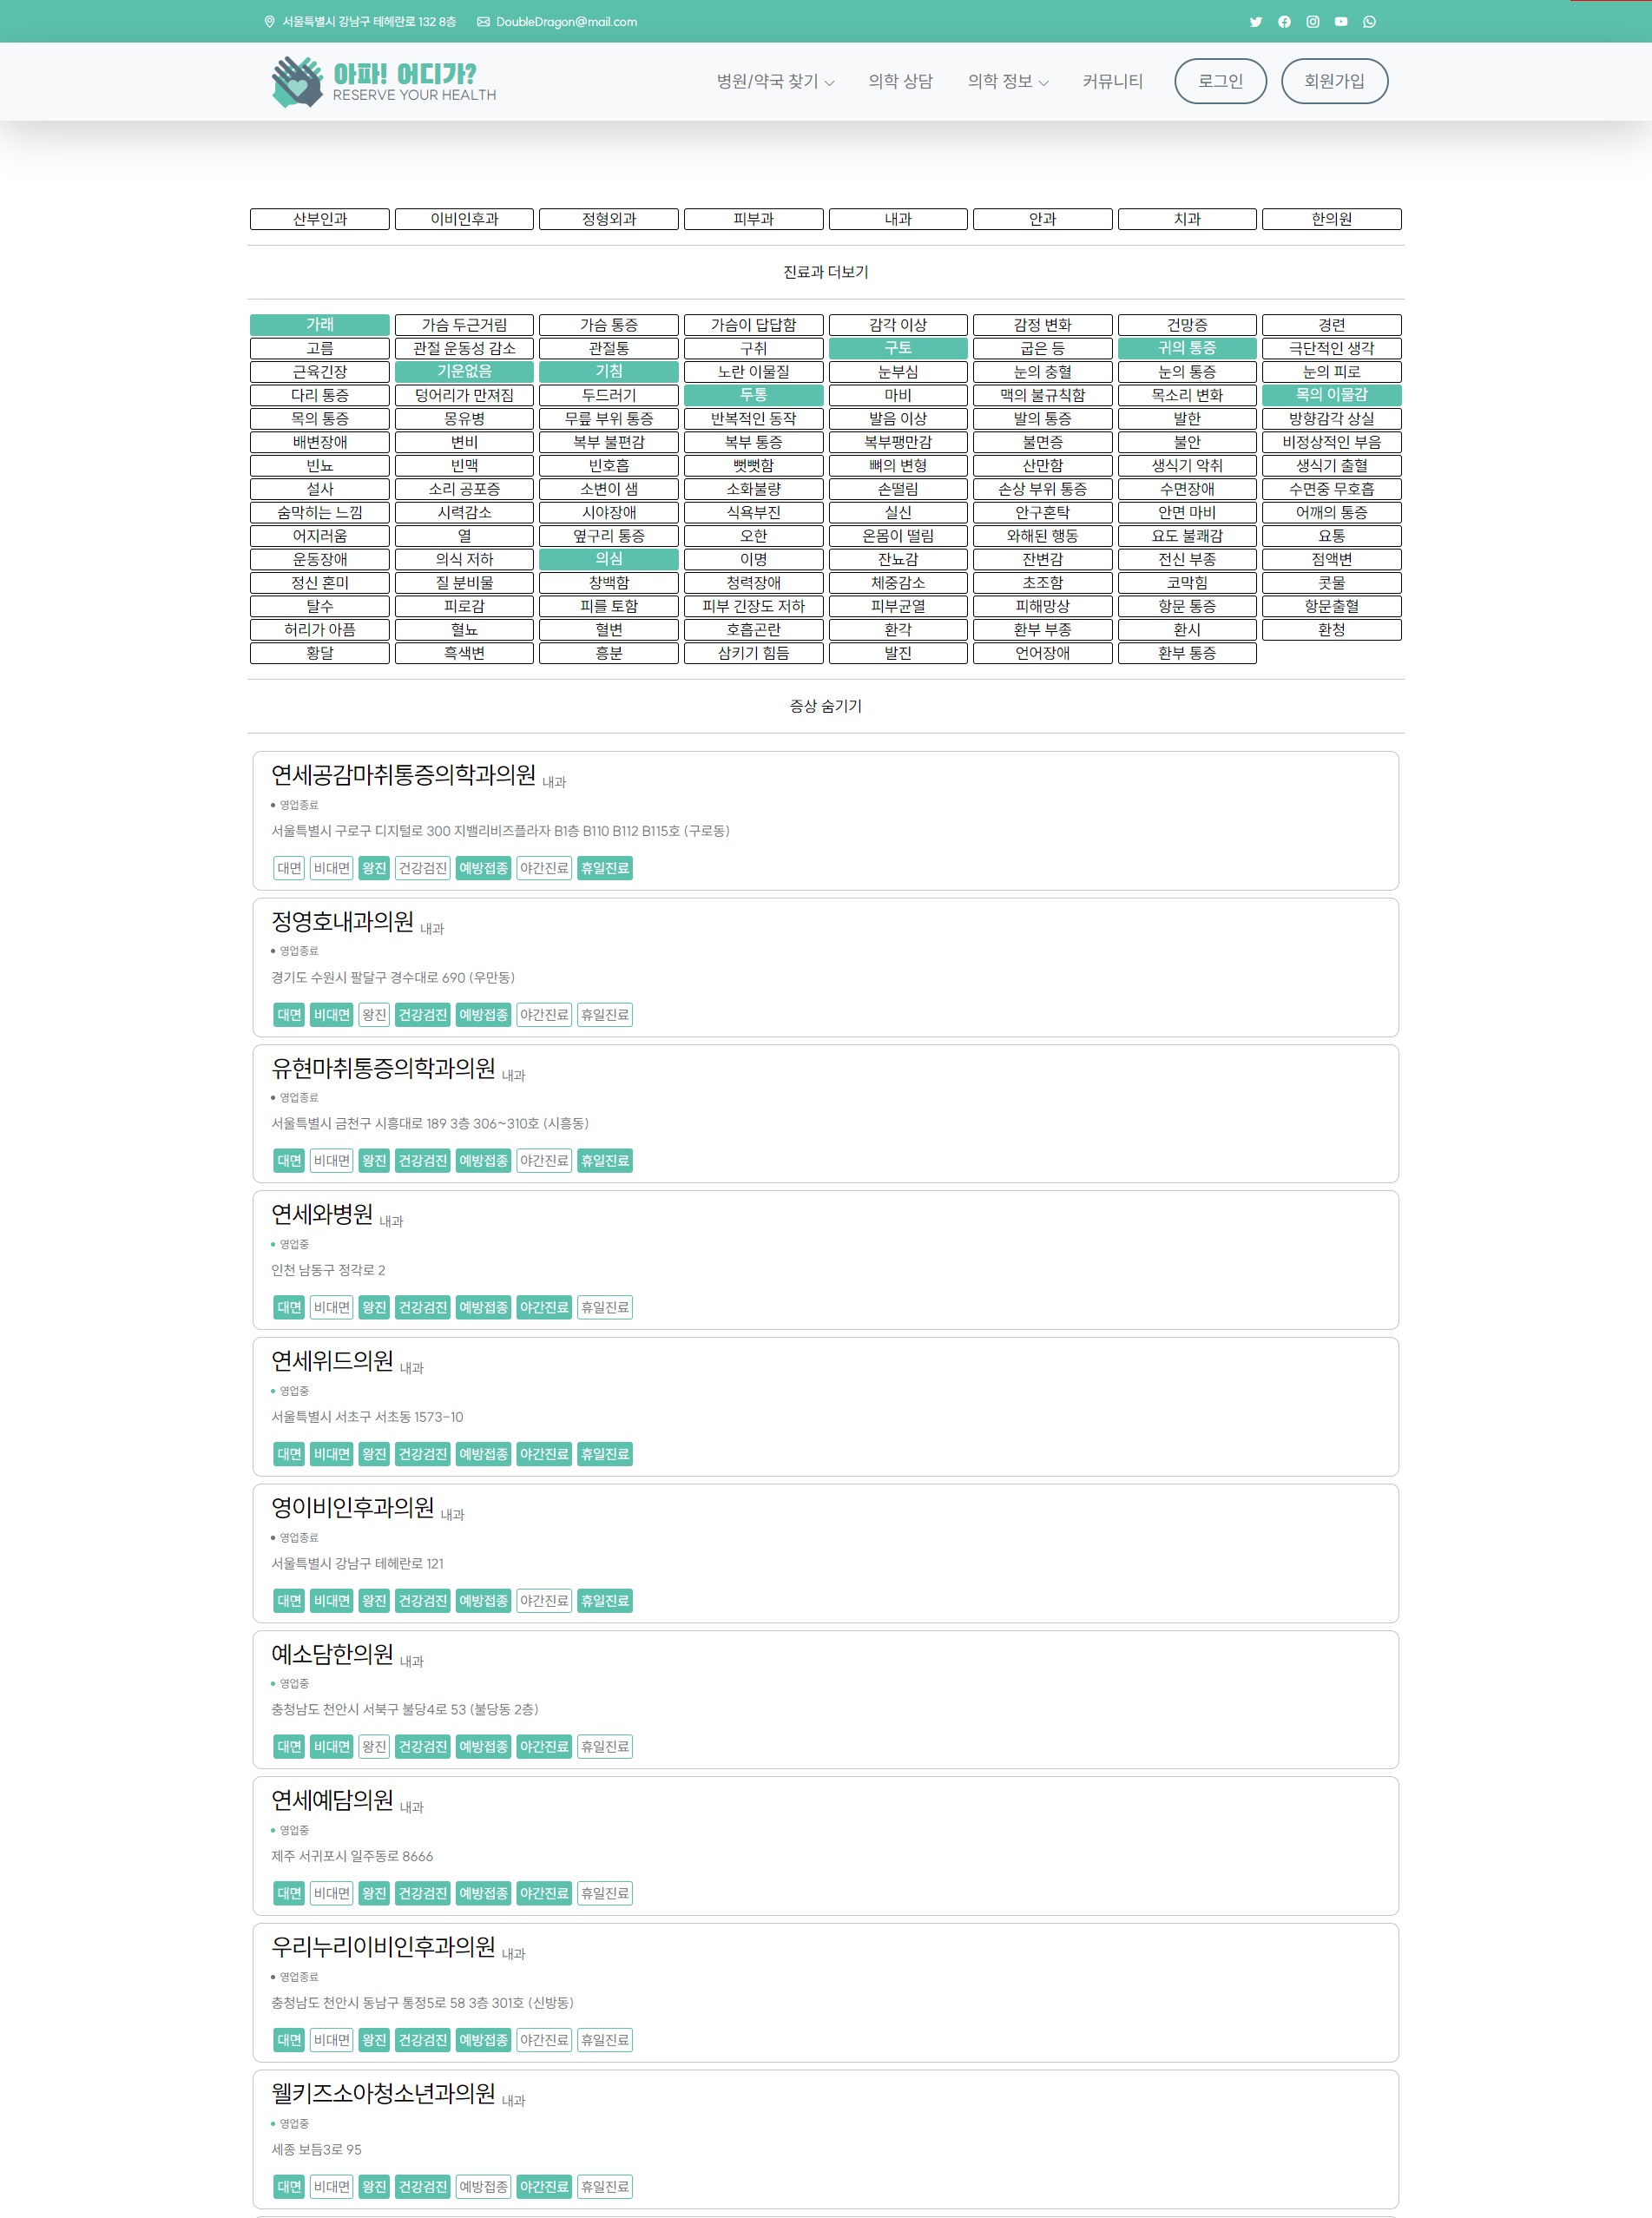 서울특별시 강남구 테헤란로 132 8층 DoubleDragon@mail.com
아파! 어디가?
RESERVE YOUR HEALTH
병원/약국 찾기 의학 상담 의학 정보 커뮤니티 로그인 회원가입
산부인과 이비인후과 정형외과 피부과 내과 안과 치과 한의원
진료과 더보기
가래 가슴 두근거림 가슴 통증 가슴이 답답함 감각 이상 감정 변화 건망증 경련
고름 관절 운동성 감소 관절통 구취 구토 굽은 등 귀의 통증 극단적인 생각
근육긴장 기운없음 기침 노란 이물질 눈부심 눈의 충혈 눈의 통증 눈의 피로
다리 통증 덩어리가 만져짐 두드러기 두통 마비 맥의 불규칙함 목소리 변화 목의 이물감
목의 통증 몽유병 무릎 부위 통증 반복적인 동작 발음 이상 발의 통증 발한 방향감각 상실
배변장애 변비 복부 불편감 복부 통증 복부팽만감 불면증 불안 비정상적인 부음
빈뇨 빈맥 빈호흡 뻣뻣함 뼈의 변형 산만함 생식기 악취 생식기 출혈
설사 소리 공포증 소변이 샘 소화불량 손떨림 손상 부위 통증 수면장애 수면중 무호흡
숨막히는 느낌 시력감소 시야장애 식욕부진 실신 안구혼탁 안면 마비 어깨의 통증
어지러움 열 옆구리 통증 오한 온몸이 떨림 와해된 행동 요도 불쾌감 요통
운동장애 의식 저하 의심 이명 잔뇨감 잔변감 전신 부종 점액변
정신 혼미 질 분비물 창백함 청력장애 체중감소 초조함 코막힘 콧물
탈수 피로감 피를 토함 피부 긴장도 저하 피부균열 피해망상 항문 통증 항문출혈
허리가 아픔 혈뇨 혈변 호흡곤란 환각 환부 부종 환시 환청
황달 흑색변 흥분 삼키기 힘듬 발진 언어장애 환부 통증
증상 숨기기
연세공감마취통증의학과의원 내과
영업종료
서울특별시 구로구 디지털로 300 지밸리비즈플라자 B1층 B110 B112 B115호 (구로동)
대면 비대면 왕진 건강검진 예방접종 야간진료 휴일진료
정영호내과의원 내과
영업종료
경기도 수원시 팔달구 경수대로 690 (우만동)
대면 비대면 왕진 건강검진 예방접종 야간진료 휴일진료
유현마취통증의학과의원 내과
영업종료
서울특별시 금천구 시흥대로 189 3층 306~310호 (시흥동)
대면 비대면 왕진 건강검진 예방접종 야간진료 휴일진료
연세와병원 내과
영업중
인천 남동구 정각로 2
대면 비대면 왕진 건강검진 예방접종 야간진료 휴일진료
연세위드의원 내과
영업중
서울특별시 서초구 서초동 1573-10
대면 비대면 왕진 건강검진 예방접종 야간진료 휴일진료
영이비인후과의원 내과
영업종료
서울특별시 강남구 테헤란로 121
대면 비대면 왕진 건강검진 예방접종 야간진료 휴일진료
예소담한의원 내과
영업중
충청남도 천안시 서북구 불당4로 53 (불당동 2층)
대면 비대면 왕진 건강검진 예방접종 야간진료 휴일진료
연세예담의원 내과
영업중
제주 서귀포시 일주동로 8666
대면 비대면 왕진 건강검진 예방접종 야간진료 휴일진료
우리누리이비인후과의원 내과
영업종료
충청남도 천안시 동남구 통정5로 58 3층 301호 (신방동)
대면 비대면 왕진 건강검진 예방접종 야간진료 휴일진료
웰키즈소아청소년과의원 내과
영업중
세종 보듬3로 95
대면 비대면 왕진 건강검진 예방접종 야간진료 휴일진료